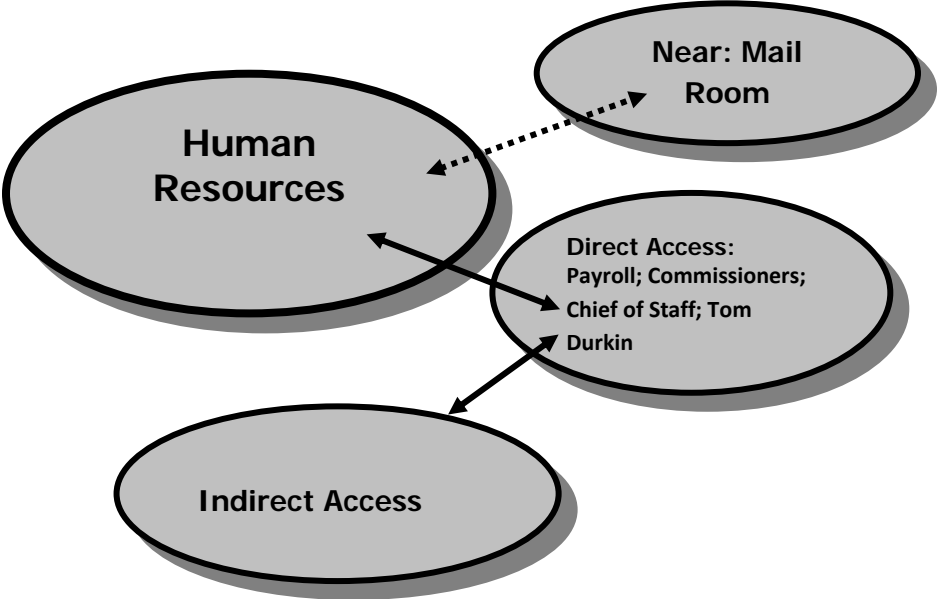 Near: Mail
Room
Human
Resources
Direct Access:
Payroll; Commissioners;
Chief of Staff; Tom
Durkin
Indirect Access